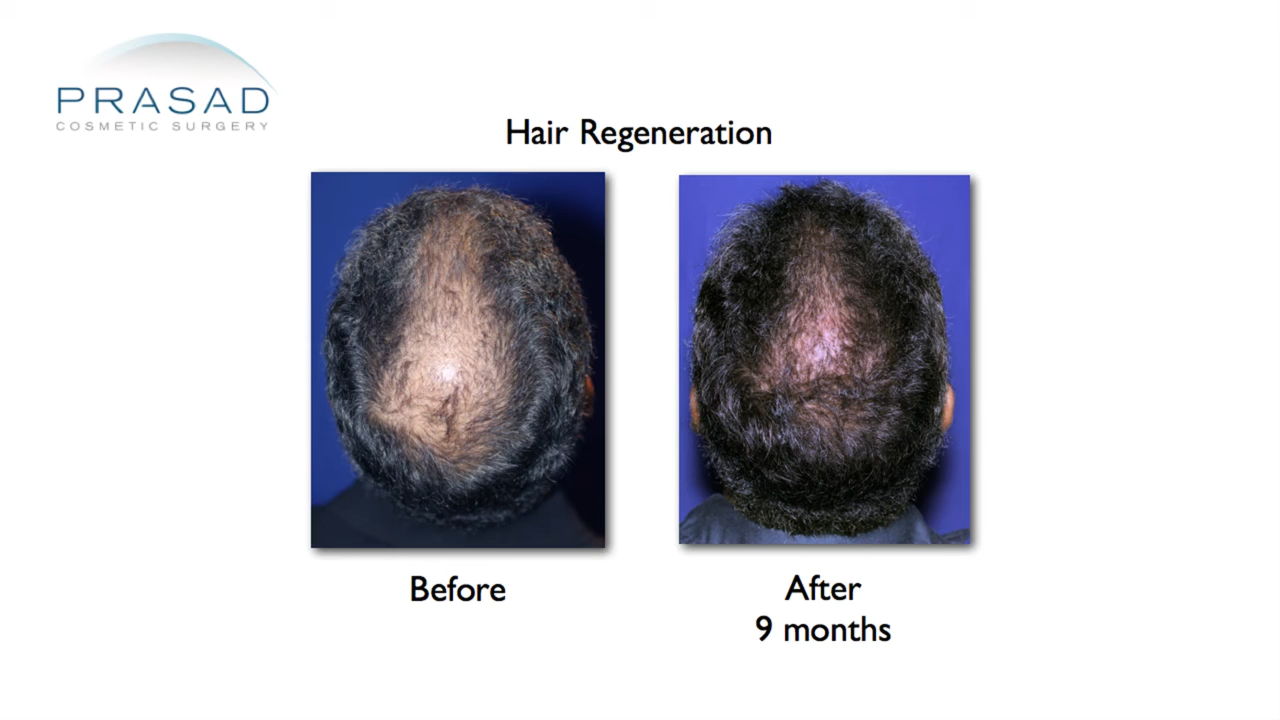 PRASAD
COSMETIC SURGERY
Hair Regeneration
Before
After
9 months